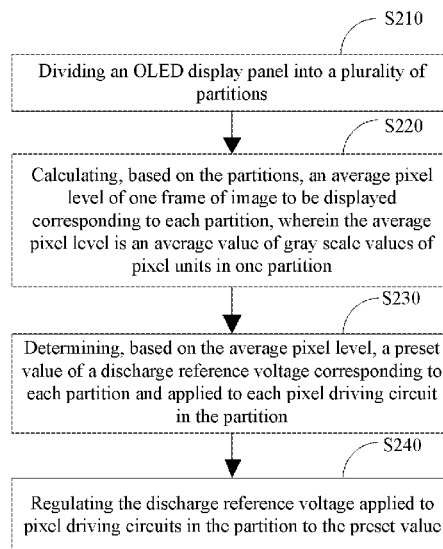 S210
Dividing an OLED display panel into a plurality of
partitions
S220
Calculating, based on the partitions, an average pixel
level of one frame of image to be displayed
corresponding to each partition, wherein the average
pixel level is an average value of gray scale values of
pixel units in one partition
S230
Determining, based on the average pixel level, a preset
value of a discharge reference voltage corresponding to
each partition and applied to each pixel driving circuit
in the partition
S240
Regulating the discharge reference voltage applied to
pixel driving circuits in the partition to the preset value